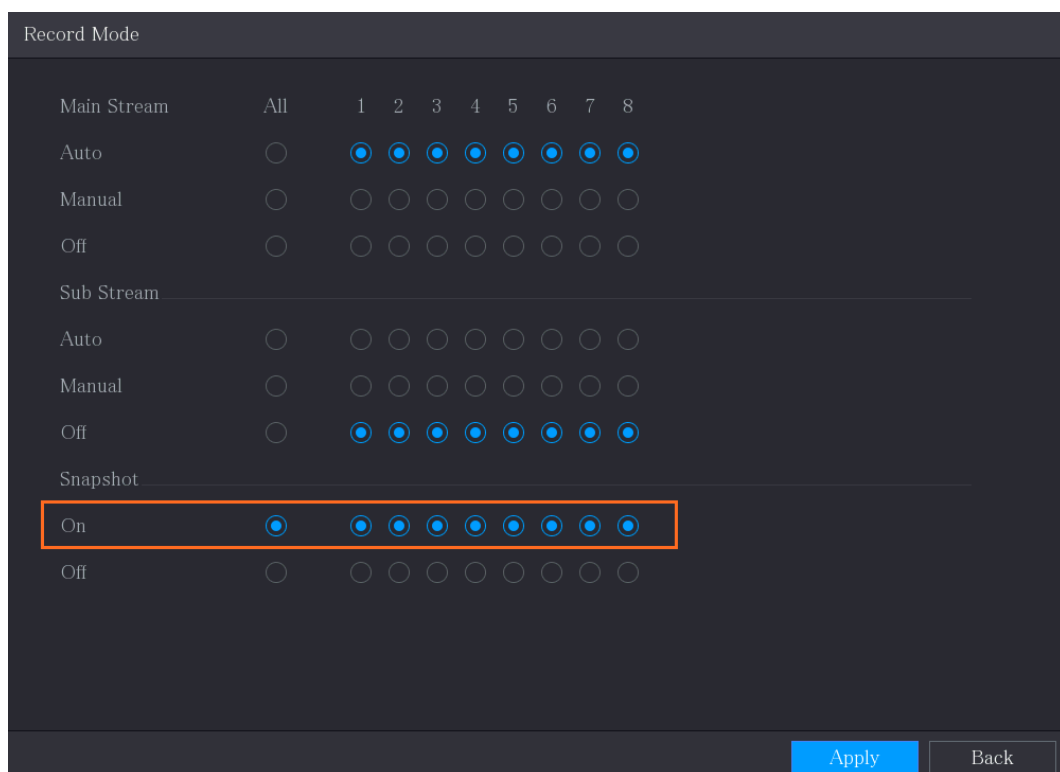 Record Mode
Main Stream All 1 2 3 4 5 6 7 8
Auto
Manual
Off
Sub Stream
Auto
Manual
Off
Snapshot
On
Off
Apply Back